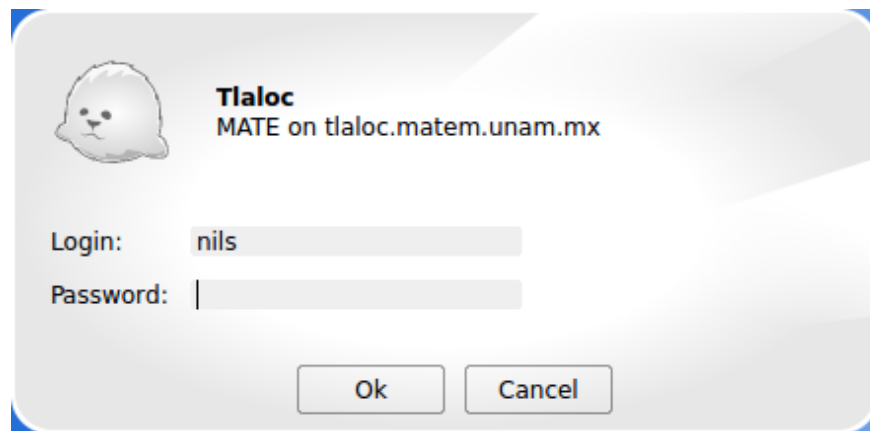 Tlaloc
MATE on tlaloc.matem.unam.mx
Login: nils
Password:
Ok Cancel